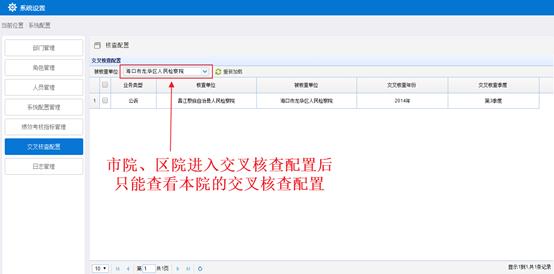 系统设置
当前位置：系统配置
部门管理
角色管理
人员管理
系统配置管理
绩效考核指标管理
交叉核查配置
日志管理
核查配置
交叉核查配置
被核查单位 海口市龙华区人民检察院 重新加载
业务类型 核查单位 被核查单位 交叉核查年份 交叉核查季度
1 公诉 昌江黎族自治县人民检察院 海口市龙华区人民检察院 2014年 第3季度
市院、区院进入交叉核查配置后
只能查看本院的交叉核查配置
10 第 1 共1页 显示1到1,共1条记录